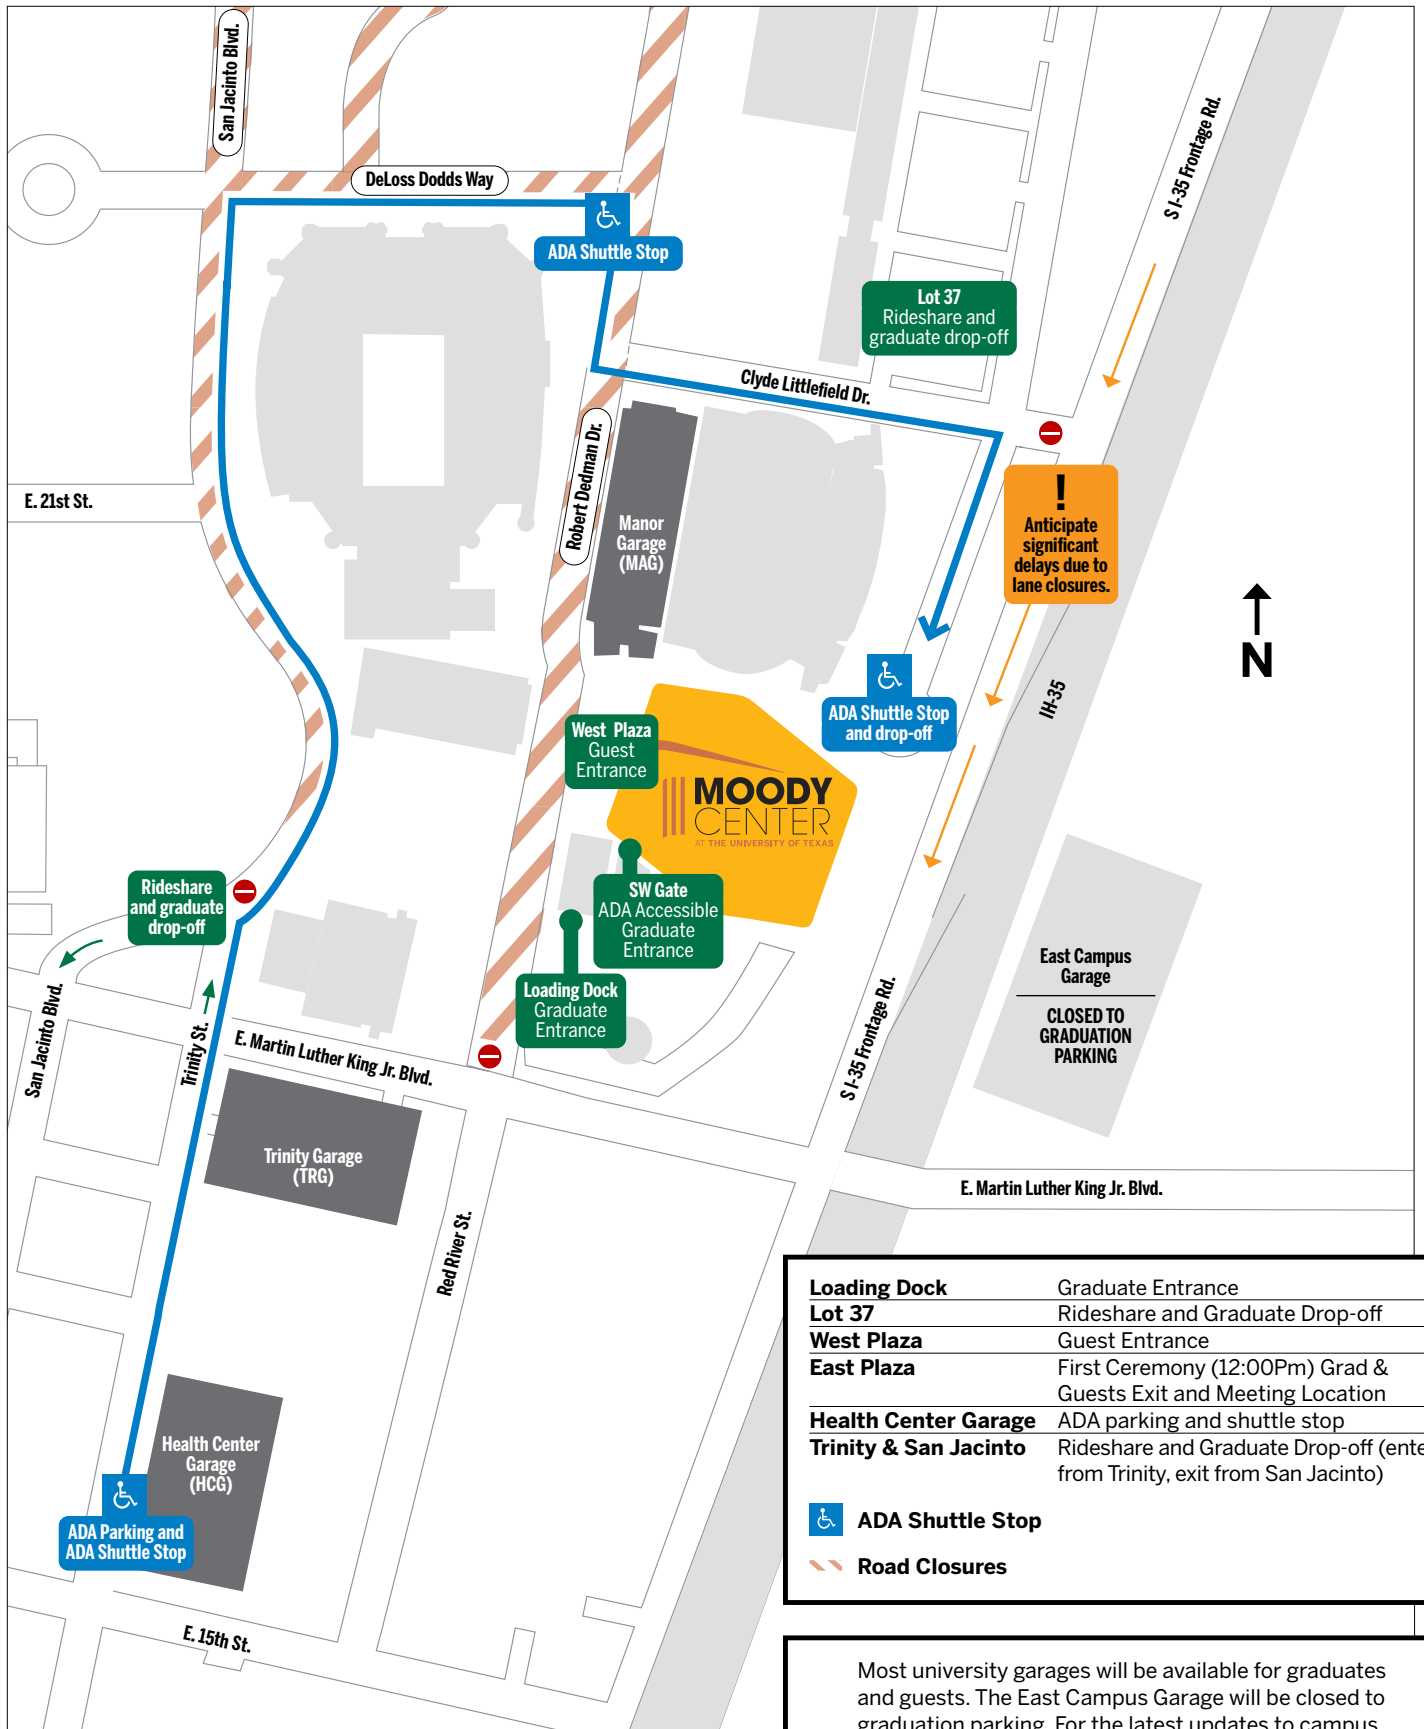 San Jacinto Blvd.
DeLoss Dodds Way
S I-35 Frontage Rd.
ADA Shuttle Stop
Lot 37
Rideshare and
graduate drop-off
Clyde Littlefield Dr.
Robert Dedman Dr.
E. 21st St.
!
Anticipate
significant
delays due to
lane closures.
Manor
Garage
(MAG)
N
IH-35
ADA Shuttle Stop
and drop-off
West Plaza
Guest
Entrance
MOODY
CENTER
AT THE UNIVERSITY OF TEXAS
Rideshare
and graduate
drop-off
SW Gate
ADA Accessible
Graduate
Entrance
East Campus
Garage
CLOSED TO
GRADUATION
PARKING
Loading Dock
Graduate
Entrance
San Jacinto Blvd.
Trinity St.
E. Martin Luther King Jr. Blvd.
S I-35 Frontage Rd.
Trinity Garage
(TRG)
E. Martin Luther King Jr. Blvd.
Red River St.
Health Center
Garage
(HCG)
ADA Parking and
ADA Shuttle Stop
E. 15th St.
Loading Dock Graduate Entrance
Lot 37 Rideshare and Graduate Drop-off
West Plaza Guest Entrance
East Plaza First Ceremony (12:00Pm) Grad &
Guests Exit and Meeting Location
Health Center Garage ADA parking and shuttle stop
Trinity & San Jacinto Rideshare and Graduate Drop-off (ente
from Trinity, exit from San Jacinto)
ADA Shuttle Stop
Road Closures
Most university garages will be available for graduates
and guests. The East Campus Garage will be closed to
graduation parking. For the latest updates to campus